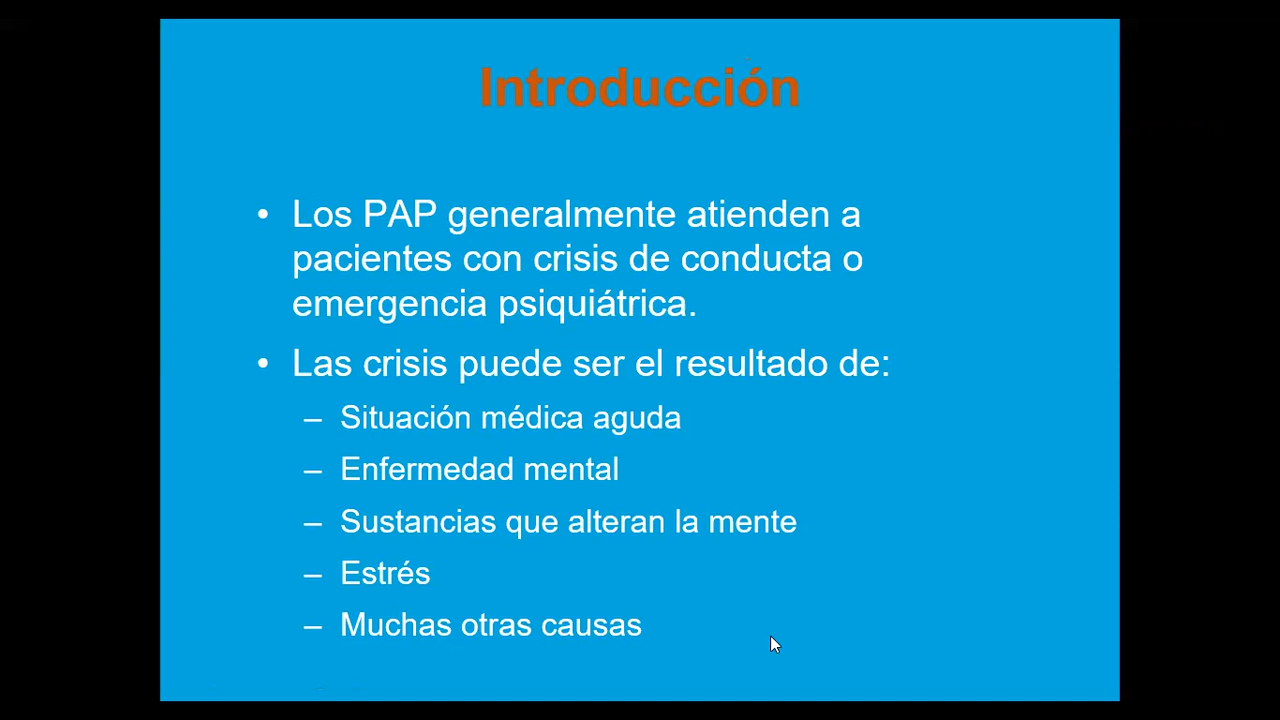 Introducción
• Los PAP generalmente atienden a
pacientes con crisis de conducta o
emergencia psiquiátrica.
• Las crisis puede ser el resultado de:
– Situación médica aguda
– Enfermedad mental
– Sustancias que alteran la mente
– Estrés
– Muchas otras causas